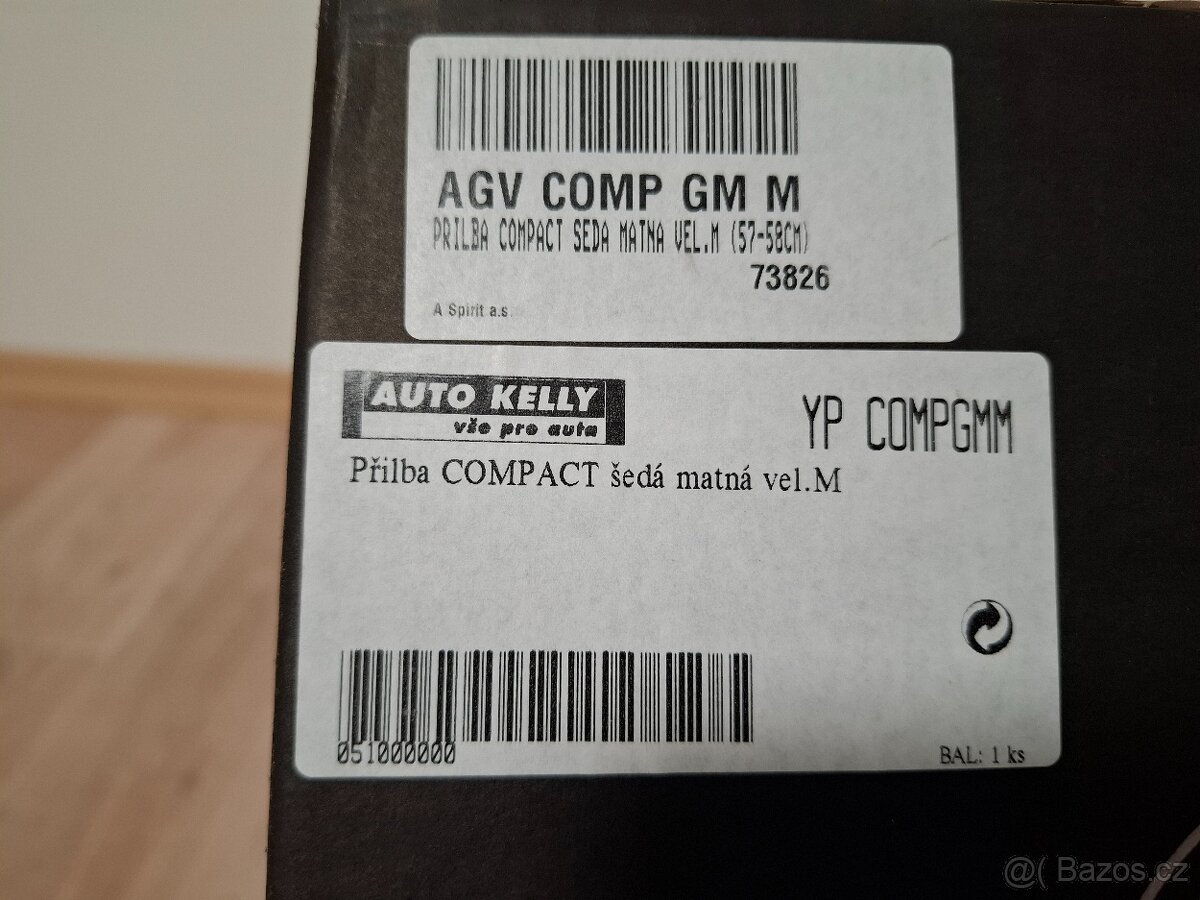 AGV COMP GM M
PRILBA COMPACT SEDA MATNA VEL.M (57-58CM)
73826
A Spirit a.s.
AUTO KELLY
vše pro auta
YP COMPGMM
Přilba COMPACT šedá matná vel.M
051000000
BAL: 1 ks
@( Bazos.cz